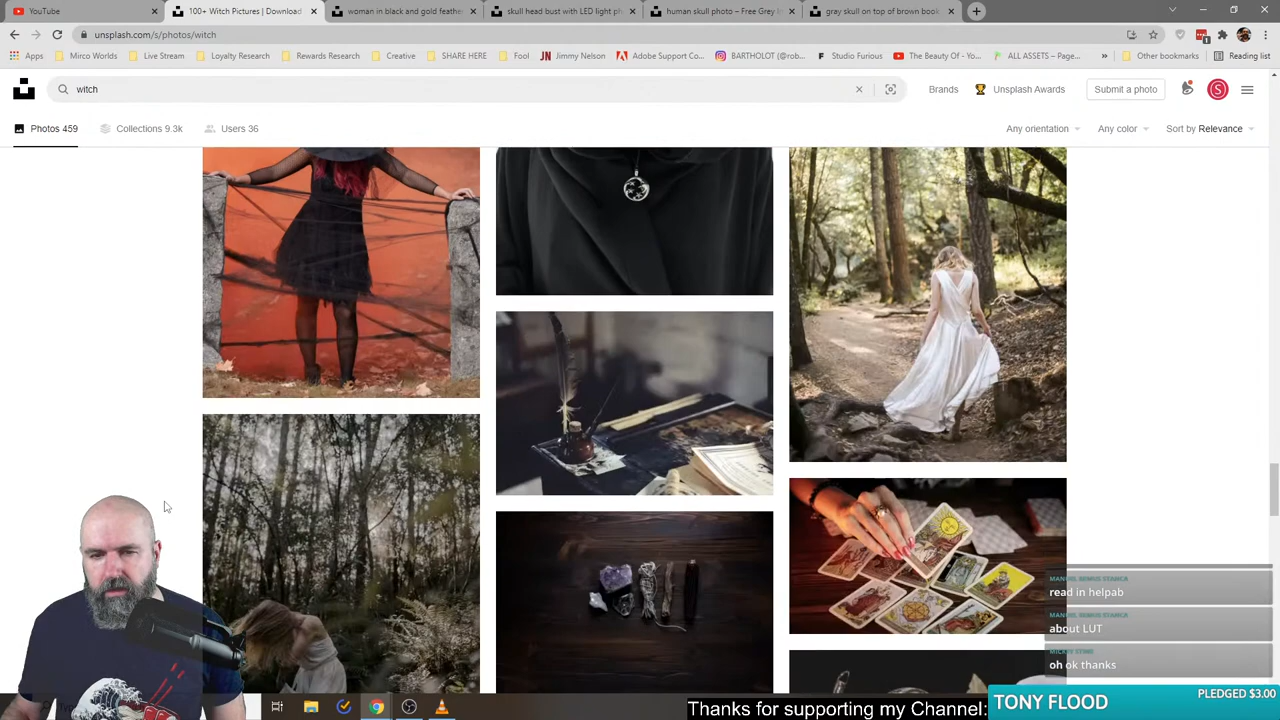 YouTube
100+ Witch Pictures | Download
woman in black and gold feathe
skull head bust with LED light ph
human skull photo – Free Grey I
gray skull on top of brown book
unsplash.com/s/photos/witch
Apps
Mirco Worlds
Live Stream
Loyalty Research
Rewards Research
Creative
SHARE HERE
Fool
JN Jimmy Nelson
Adobe Support Co...
BARTHOLOT (@rob...
Studio Furious
The Beauty Of - Yo...
ALL ASSETS – Page...
»
Other bookmarks
Reading list
witch
Brands
Unsplash Awards
Submit a photo
S
Photos 459
Collections 9.3k
Users 36
Any orientation
Any color
Sort by Relevance
read in helpab
about LUT
oh ok thanks
TONY FLOOD
PLEDGED $3.00
Thanks for supporting my Channel: